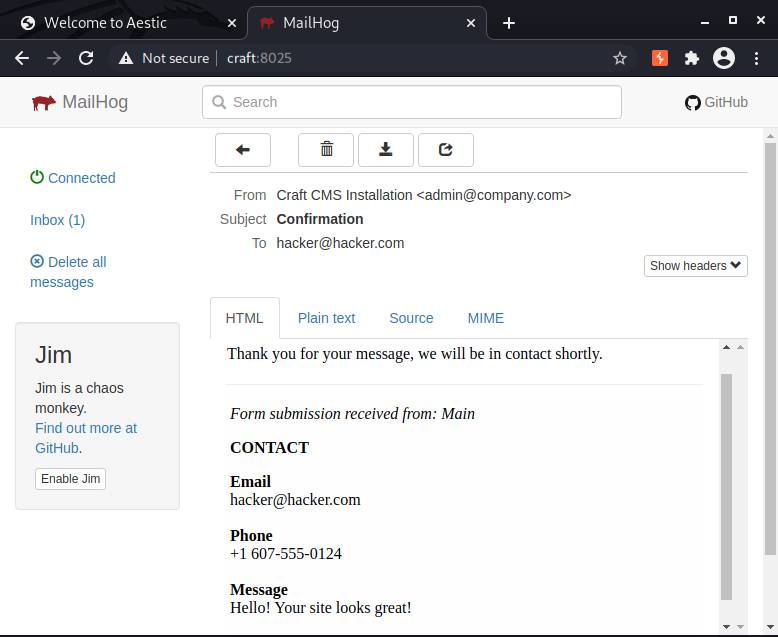 Welcome to Aestic
MailHog
Not secure
craft:8025
MailHog
Search
GitHub
Connected
Inbox (1)
Delete all
messages
Jim
Jim is a chaos
monkey.
Find out more at
GitHub.
Enable Jim
From Craft CMS Installation <admin@company.com>
Subject Confirmation
To hacker@hacker.com
Show headers
HTML Plain text Source MIME
Thank you for your message, we will be in contact shortly.
Form submission received from: Main
CONTACT
Email
hacker@hacker.com
Phone
+1 607-555-0124
Message
Hello! Your site looks great!